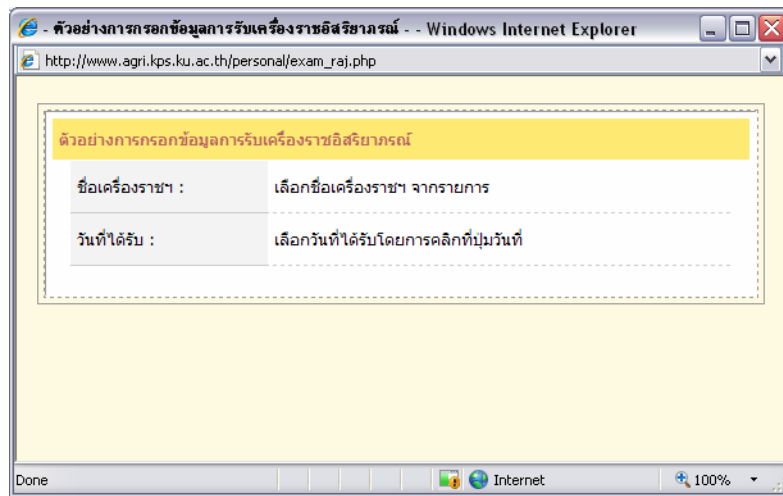 - ตัวอย่างการกรอกข้อมูลการรับเครื่องราชอิสริยาภรณ์ - - Windows Internet Explorer
http://www.agri.kps.ku.ac.th/personal/exam_raj.php
ตัวอย่างการกรอกข้อมูลการรับเครื่องราชอิสริยาภรณ์
ชื่อเครื่องราชฯ : เลือกชื่อเครื่องราชฯ จากรายการ
วันที่ได้รับ : เลือกวันที่ได้รับโดยการคลิกที่ปุ่มวันที่
Done Internet 100%